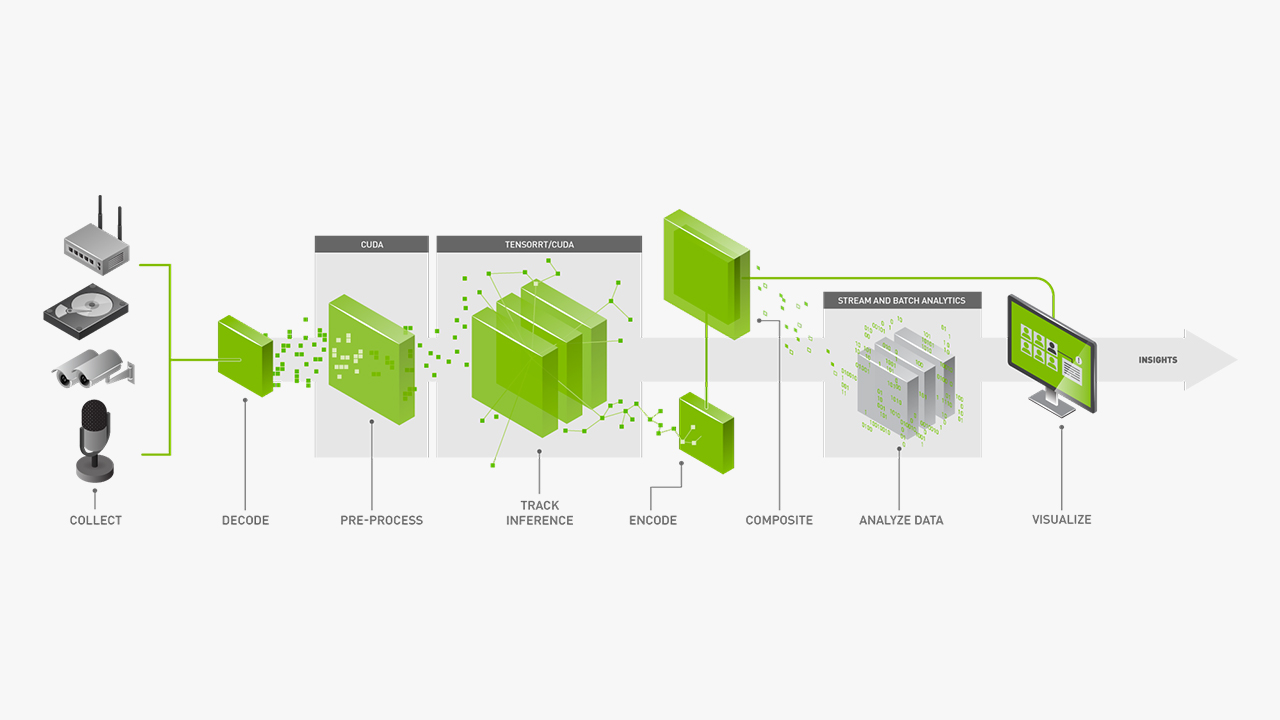 CUDA
TENSORRT/CUDA
STREAM AND BATCH ANALYTICS
INSIGHTS
COLLECT
DECODE
PRE-PROCESS
TRACK
INFERENCE
ENCODE
COMPOSITE
ANALYZE DATA
VISUALIZE